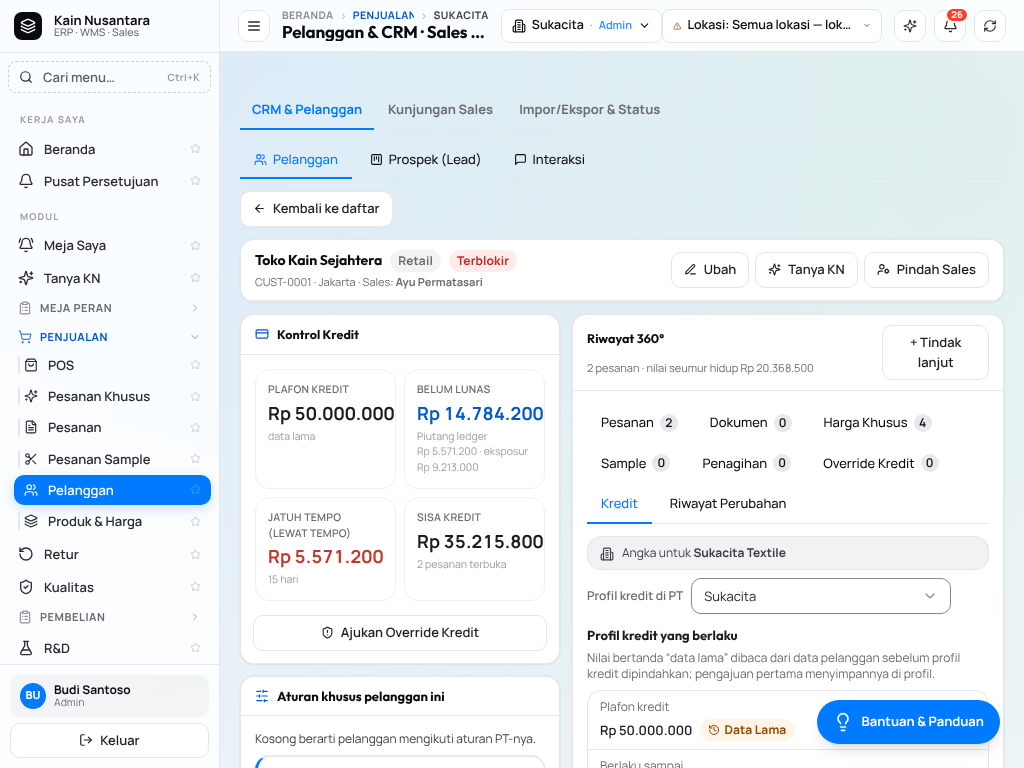 Kain Nusantara
ERP · WMS · Sales
Cari menu...
Ctrl+K
KERJA SAYA
Beranda
Pusat Persetujuan
MODUL
Meja Saya
Tanya KN
MEJA PERAN
PENJUALAN
POS
Pesanan Khusus
Pesanan
Pesanan Sample
Pelanggan
Produk & Harga
Retur
Kualitas
PEMBELIAN
R&D
BU
Budi Santoso
Admin
Keluar
BERANDA > PENJUALAN > SUKACITA
Pelanggan & CRM · Sales ...
Sukacita · Admin
Lokasi: Semua lokasi — lok...
26
CRM & Pelanggan
Kunjungan Sales
Impor/Ekspor & Status
Pelanggan
Prospek (Lead)
Interaksi
Kembali ke daftar
Toko Kain Sejahtera
Retail
Terblokir
CUST-0001 · Jakarta · Sales: Ayu Permatasari
Ubah
Tanya KN
Pindah Sales
Kontrol Kredit
PLAFON KREDIT
Rp 50.000.000
data lama
BELUM LUNAS
Rp 14.784.200
Piutang ledger
Rp 5.571.200 · eksposur
Rp 9.213.000
JATUH TEMPO
(LEWAT TEMPO)
Rp 5.571.200
15 hari
SISA KREDIT
Rp 35.215.800
2 pesanan terbuka
Ajukan Override Kredit
Aturan khusus pelanggan ini
Kosong berarti pelanggan mengikuti aturan PT-nya.
Riwayat 360°
2 pesanan · nilai seumur hidup Rp 20.368.500
+ Tindak
lanjut
Pesanan 2
Dokumen 0
Harga Khusus 4
Sample 0
Penagihan 0
Override Kredit 0
Kredit
Riwayat Perubahan
Angka untuk Sukacita Textile
Profil kredit di PT
Sukacita
Profil kredit yang berlaku
Nilai bertanda “data lama” dibaca dari data pelanggan sebelum profil
kredit dipindahkan; pengajuan pertama menyimpannya di profil.
Plafon kredit
Rp 50.000.000
Data Lama
Berlaku sampai
Bantuan & Panduan